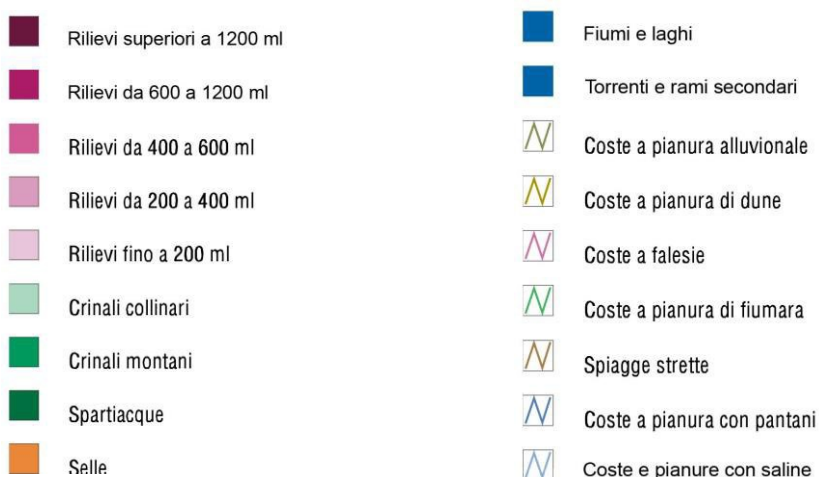 Rilievi superiori a 1200 ml
Rilievi da 600 a 1200 ml
Rilievi da 400 a 600 ml
Rilievi da 200 a 400 ml
Rilievi fino a 200 ml
Crinali collinari
Crinali montani
Spartiacque
Selle
Fiumi e laghi
Torrenti e rami secondari
Coste a pianura alluvionale
Coste a pianura di dune
Coste a falesie
Coste a pianura di fiumara
Spiagge strette
Coste a pianura con pantani
Coste e pianure con saline